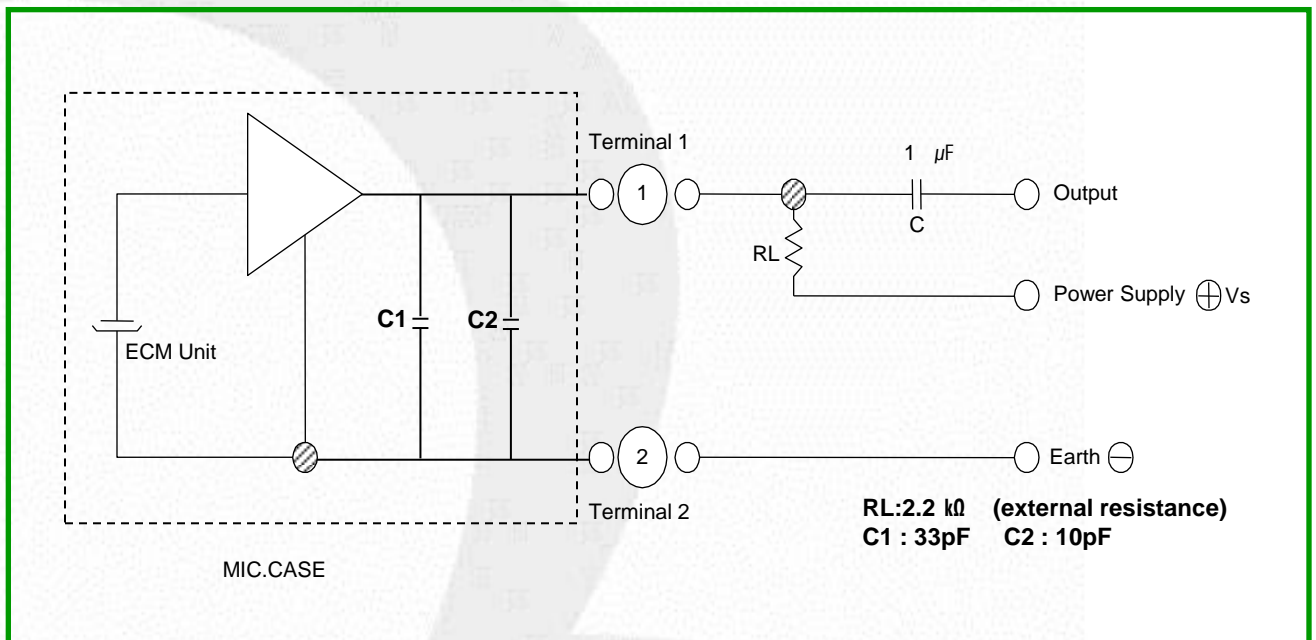 Terminal 1
1
1 µF
C
Output
RL
Power Supply ⊕Vs
C1
C2
ECM Unit
2
Earth ⊖
Terminal 2
RL:2.2 kΩ (external resistance)
C1 : 33pF C2 : 10pF
MIC.CASE